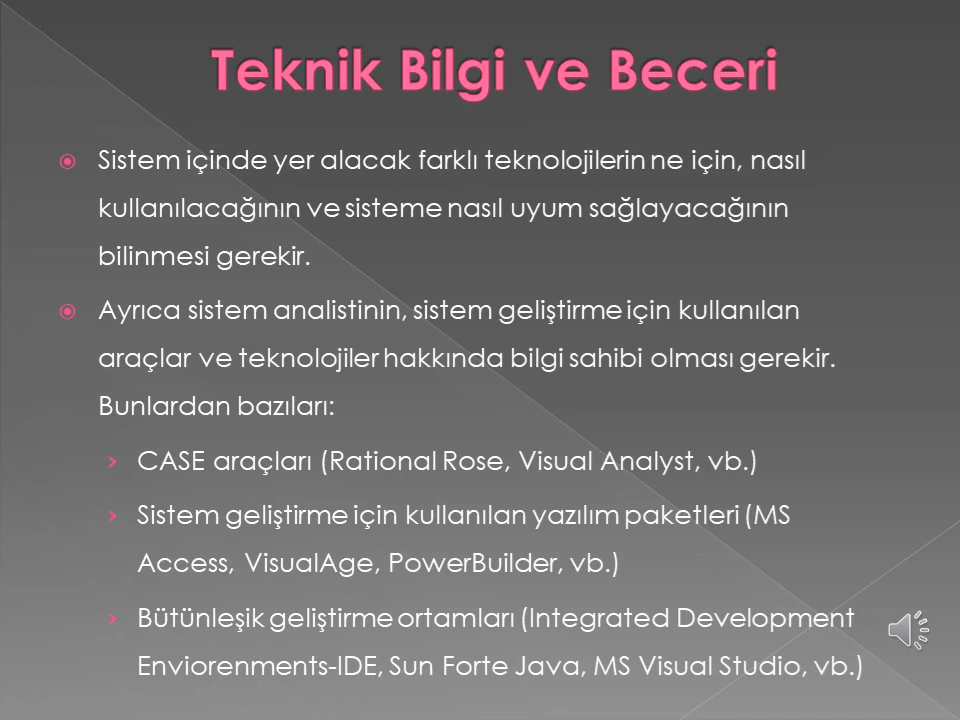 Teknik Bilgi ve Beceri
Sistem içinde yer alacak farklı teknolojilerin ne için, nasıl
kullanılacağının ve sisteme nasıl uyum sağlayacağının
bilinmesi gerekir.
Ayrıca sistem analistinin, sistem geliştirme için kullanılan
araçlar ve teknolojiler hakkında bilgi sahibi olması gerekir.
Bunlardan bazıları:
CASE araçları (Rational Rose, Visual Analyst, vb.)
Sistem geliştirme için kullanılan yazılım paketleri (MS
Access, VisualAge, PowerBuilder, vb.)
Bütünleşik geliştirme ortamları (Integrated Development
Enviorenments-IDE, Sun Forte Java, MS Visual Studio, vb.)